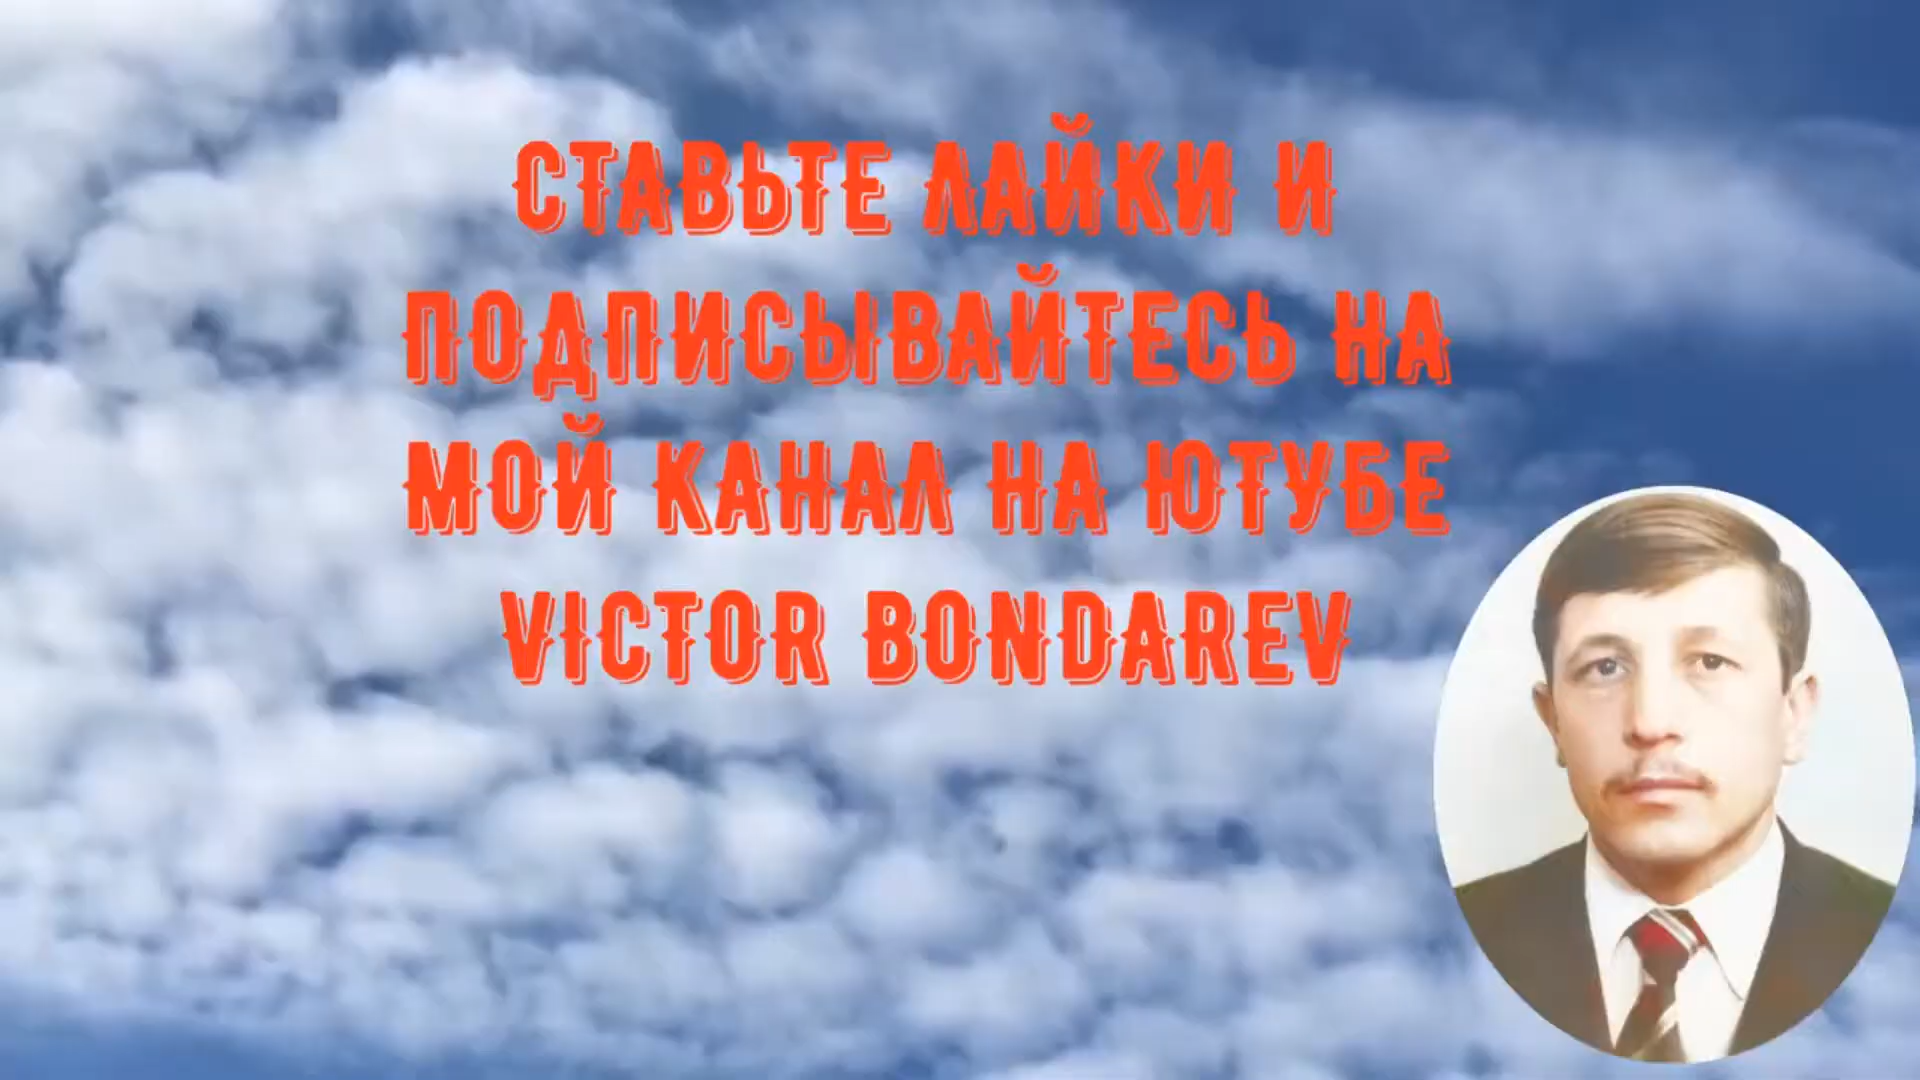 СТАВЬТЕ ЛАЙКИ И
ПОДПИСЫВАЙТЕСЬ НА
МОЙ КАНАЛ НА ЮТУБЕ
VICTOR BONDAREV